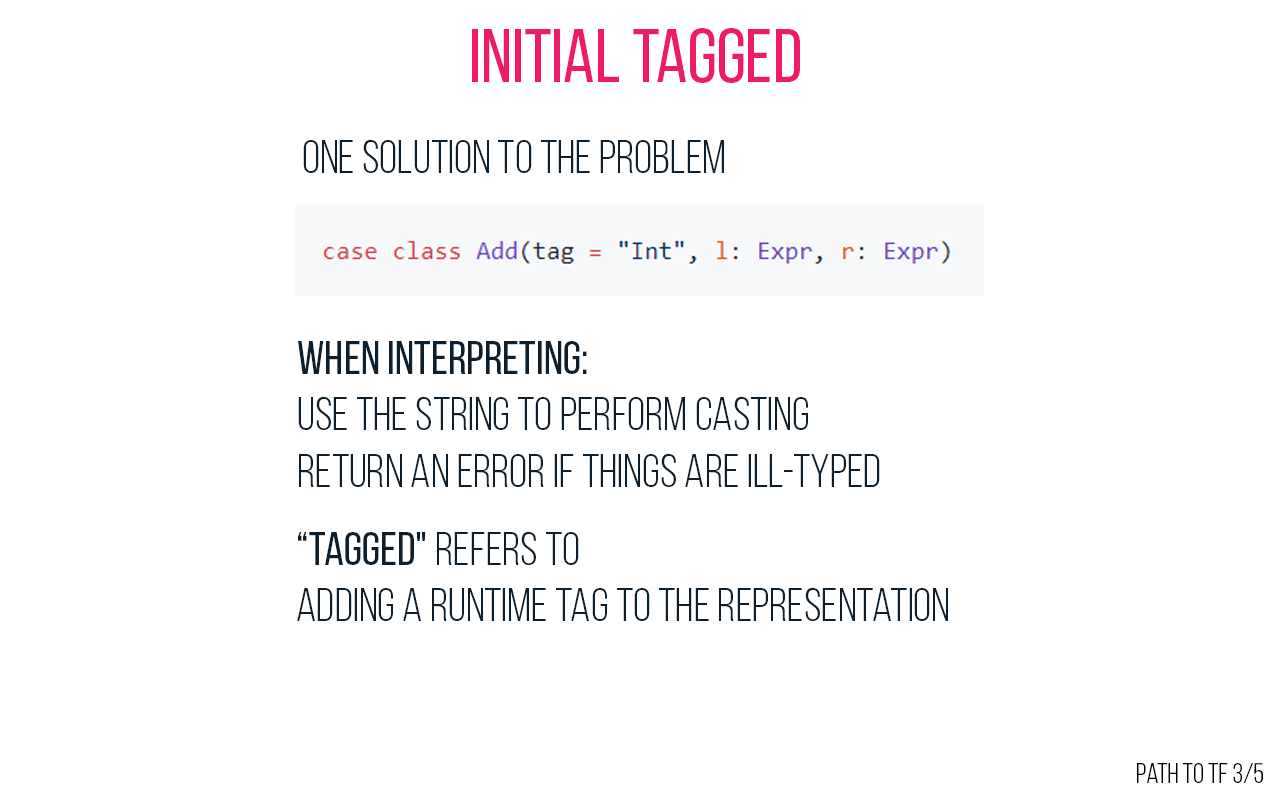 INITIAL TAGGED
ONE SOLUTION TO THE PROBLEM
case class Add(tag = "Int", l: Expr, r: Expr)
WHEN INTERPRETING:
USE THE STRING TO PERFORM CASTING
RETURN AN ERROR IF THINGS ARE ILL-TYPED
“TAGGED" REFERS TO
ADDING A RUNTIME TAG TO THE REPRESENTATION
PATH TO TF 3/5